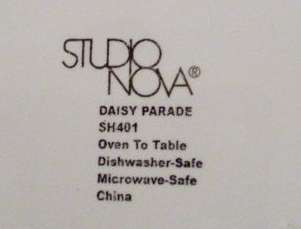 STUDIO
NOVA®
DAISY PARADE
SH401
Oven To Table
Dishwasher-Safe
Microwave-Safe
China